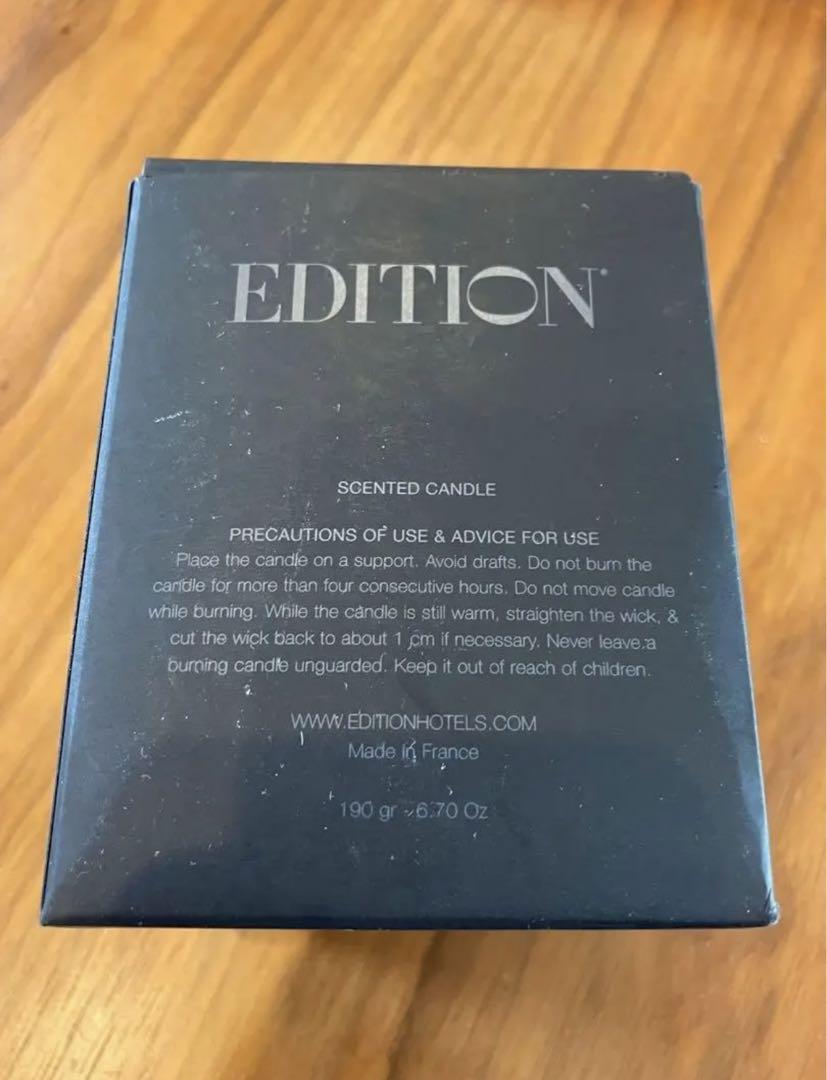 EDITION
SCENTED CANDLE
PRECAUTIONS OF USE & ADVICE FOR USE
Place the candle on a support. Avoid drafts. Do not burn the
candle for more than four consecutive hours. Do not move candle
while burning. While the candle is still warm, straighten the wick, &
cut the wick back to about 1 cm if necessary. Never leave a
burning candle unguarded. Keep it out of reach of children.
WWW.EDITIONHOTELS.COM
Made in France
190 gr - 6.70 Oz